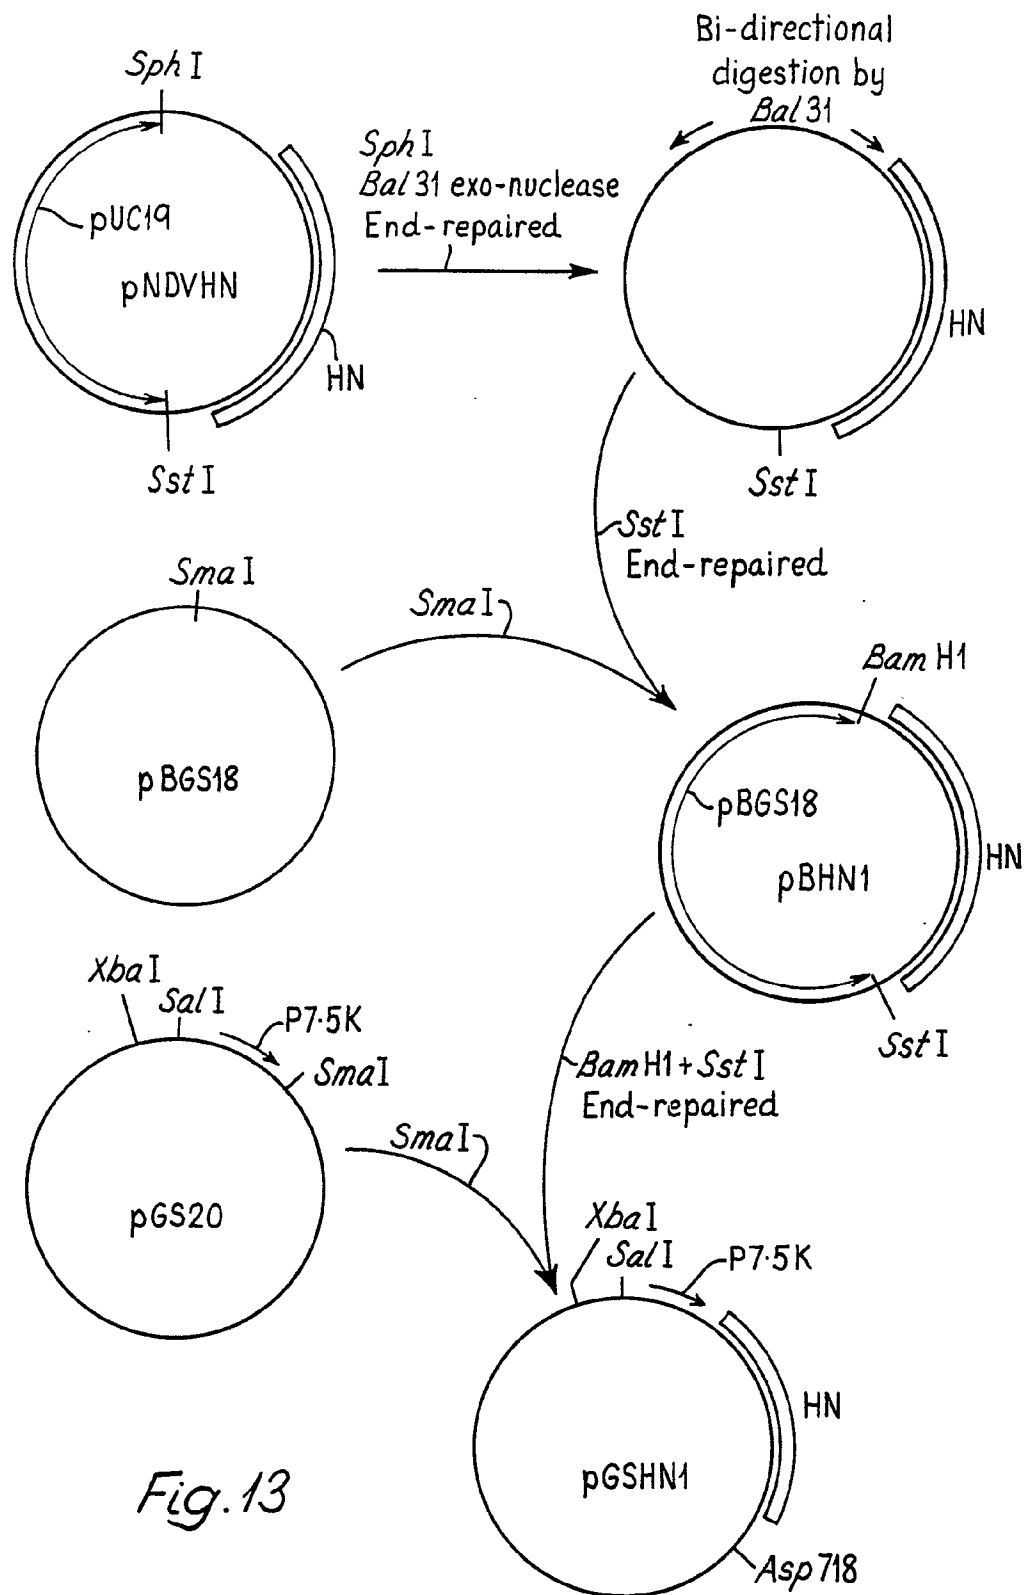 Sph I
pUC19
pNDVHN
HN
Sst I
Sph I
Bal 31 exo-nuclease
End-repaired
Bi-directional
digestion by
Bal 31
HN
Sst I
Sst I
End-repaired
Sma I
pBGS18
Sma I
Bam H1
pBGS18
pBHN1
HN
Sst I
Xba I
Sal I
P7·5K
Sma I
pGS20
Sma I
Bam H1 + Sst I
End-repaired
Xba I
Sal I
P7·5K
HN
pGSHN1
Asp 718
Fig. 13